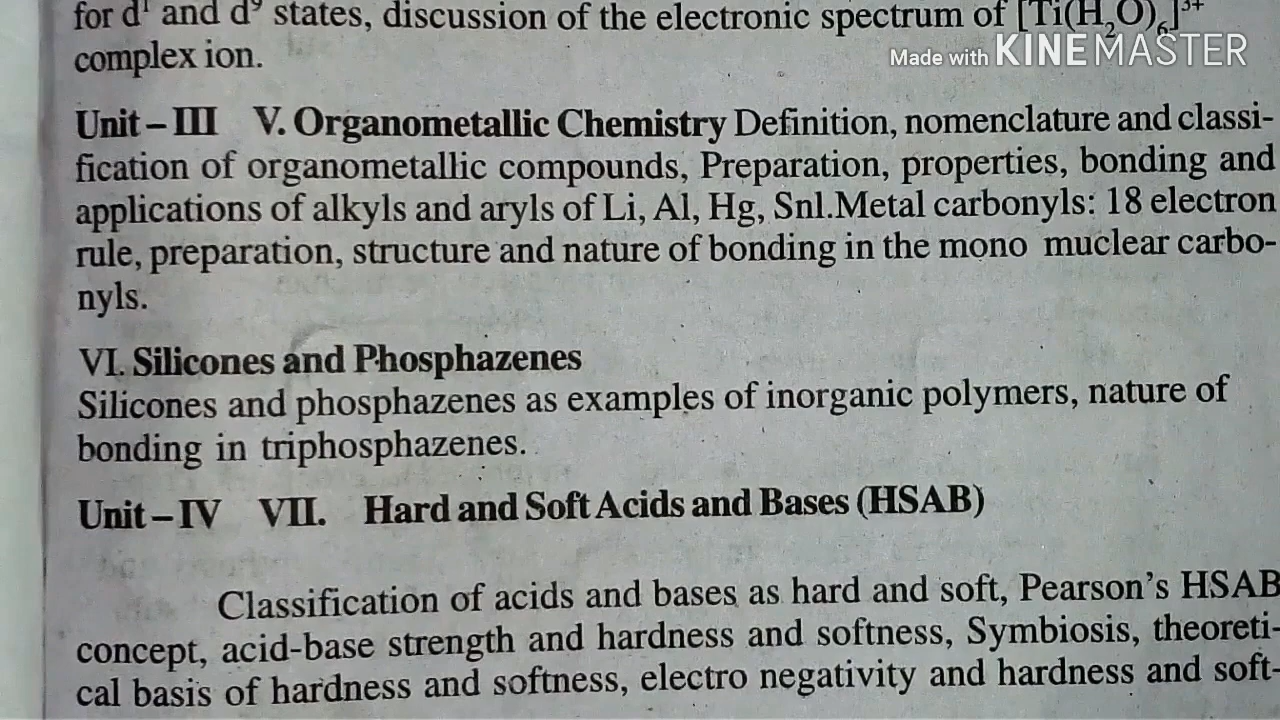 for d¹ and d⁹ states, discussion of the electronic spectrum of [Ti(H₂O)₆]³⁺
complex ion.
Made with KINEMASTER
Unit – III V. Organometallic Chemistry Definition, nomenclature and classi-
fication of organometallic compounds, Preparation, properties, bonding and
applications of alkyls and aryls of Li, Al, Hg, Snl.Metal carbonyls: 18 electron
rule, preparation, structure and nature of bonding in the mono muclear carbo-
nyls.
VI. Silicones and Phosphazenes
Silicones and phosphazenes as examples of inorganic polymers, nature of
bonding in triphosphazenes.
Unit – IV VII. Hard and Soft Acids and Bases (HSAB)
Classification of acids and bases as hard and soft, Pearson's HSAB
concept, acid-base strength and hardness and softness, Symbiosis, theoreti-
cal basis of hardness and softness, electro negativity and hardness and soft-